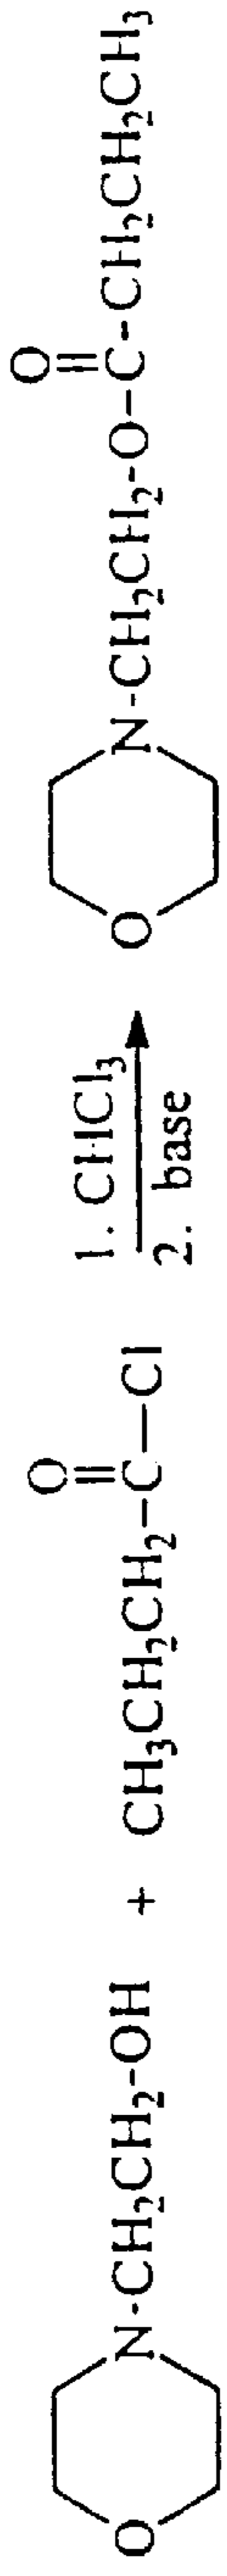 O
N-CH₂CH₂-OH + CH₃CH₂CH₂-C-Cl
O
1. CHCl₃
2. base
O
N-CH₂CH₂-O-C-CH₂CH₂CH₃
O